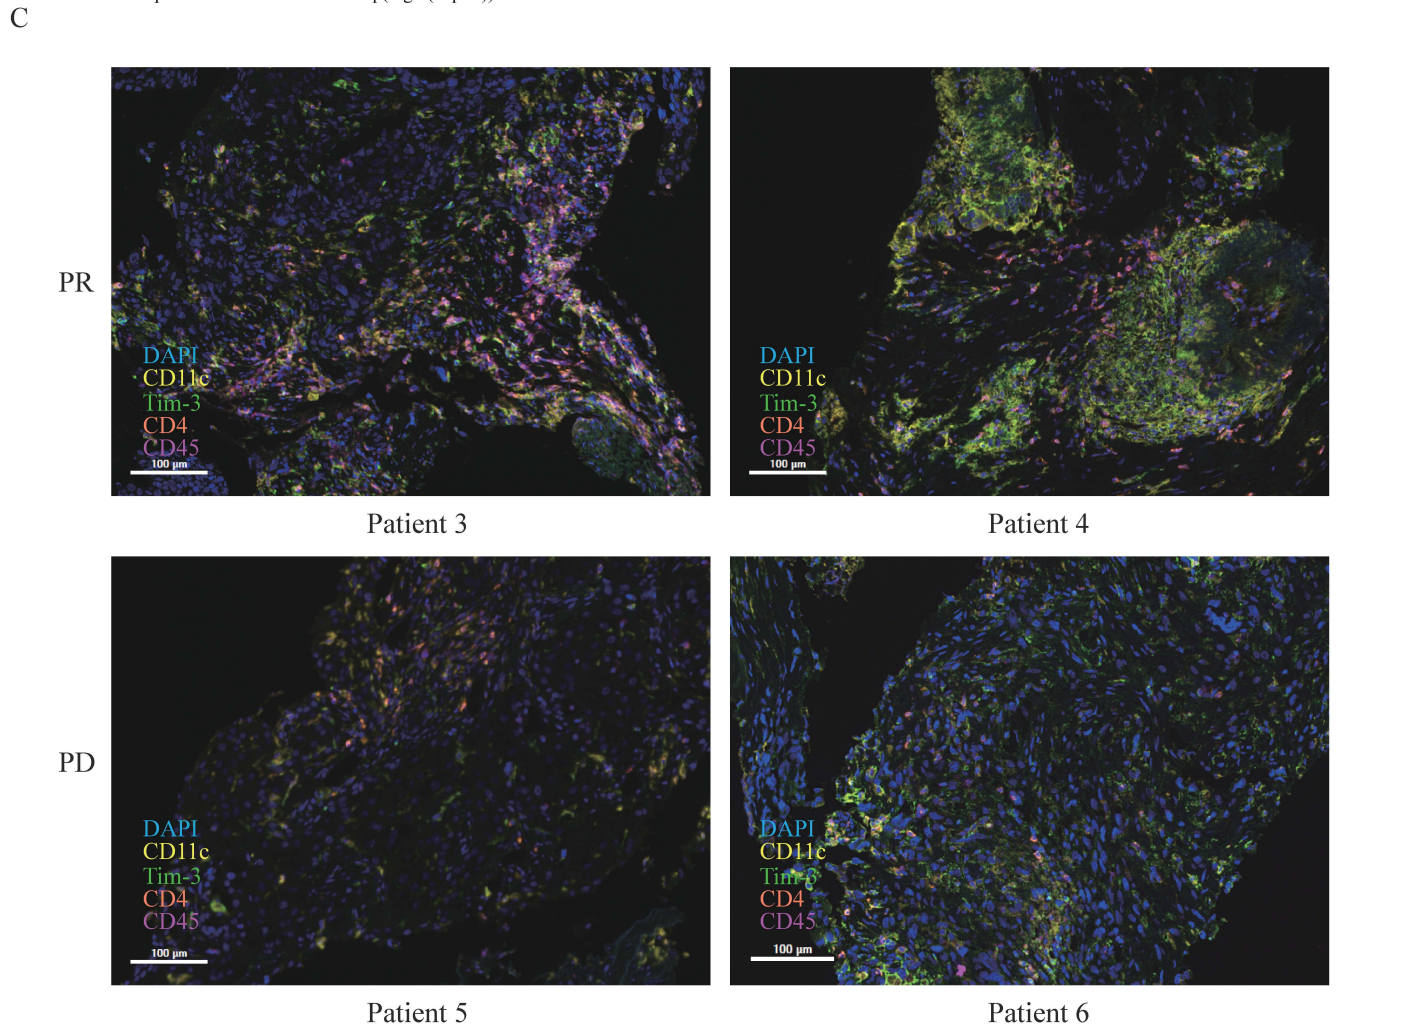 C
PR
DAPI
CD11c
Tim-3
CD4
CD45
100 µm
DAPI
CD11c
Tim-3
CD4
CD45
100 µm
Patient 3
Patient 4
PD
DAPI
CD11c
Tim-3
CD4
CD45
100 µm
DAPI
CD11c
Tim-3
CD4
CD45
100 µm
Patient 5
Patient 6